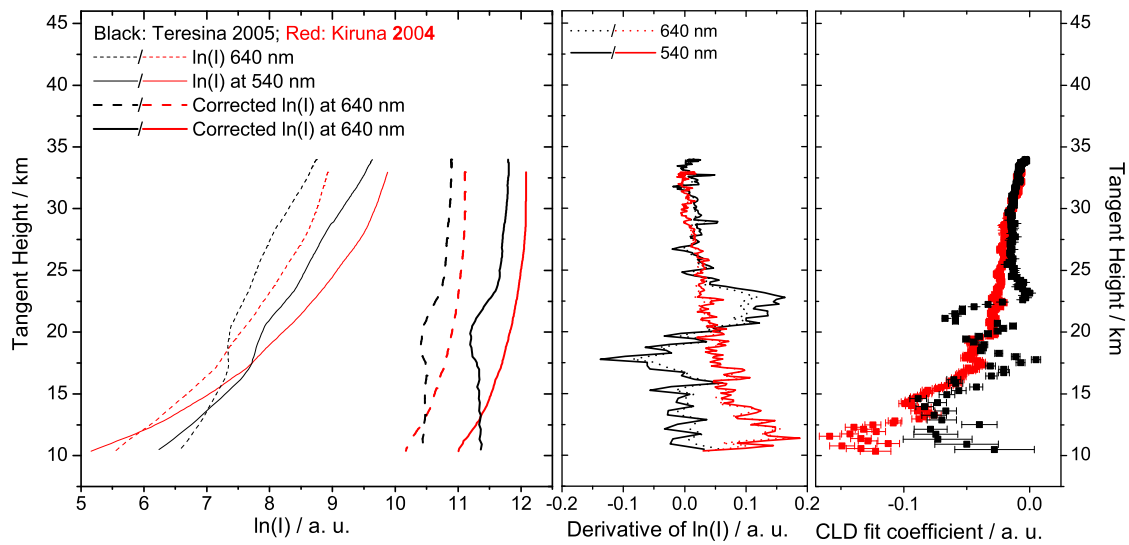 Black: Teresina 2005; Red: Kiruna 2004
ln(I) 640 nm
ln(I) at 540 nm
Corrected ln(I) at 640 nm
Corrected ln(I) at 640 nm
640 nm
540 nm
45
40
35
30
25
20
15
10
Tangent Height / km
5 6 7 8 9 10 11 12
ln(I) / a. u.
-0.2 -0.1 0.0 0.1 0.2
Derivative of ln(I) / a. u.
-0.1 0.0
CLD fit coefficient / a. u.
45
40
35
30
25
20
15
10
Tangent Height / km